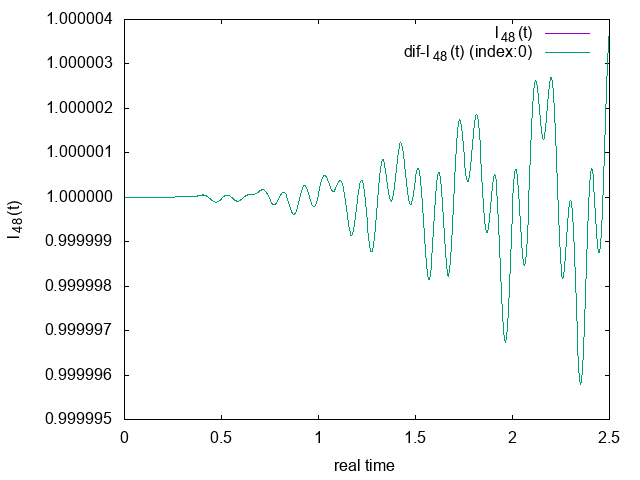 1.000004
1.000003
1.000002
1.000001
1.000000
0.999999
0.999998
0.999997
0.999996
0.999995
0 0.5 1 1.5 2 2.5
I48(t)
real time
I48(t)
dif-I48(t) (index:0)